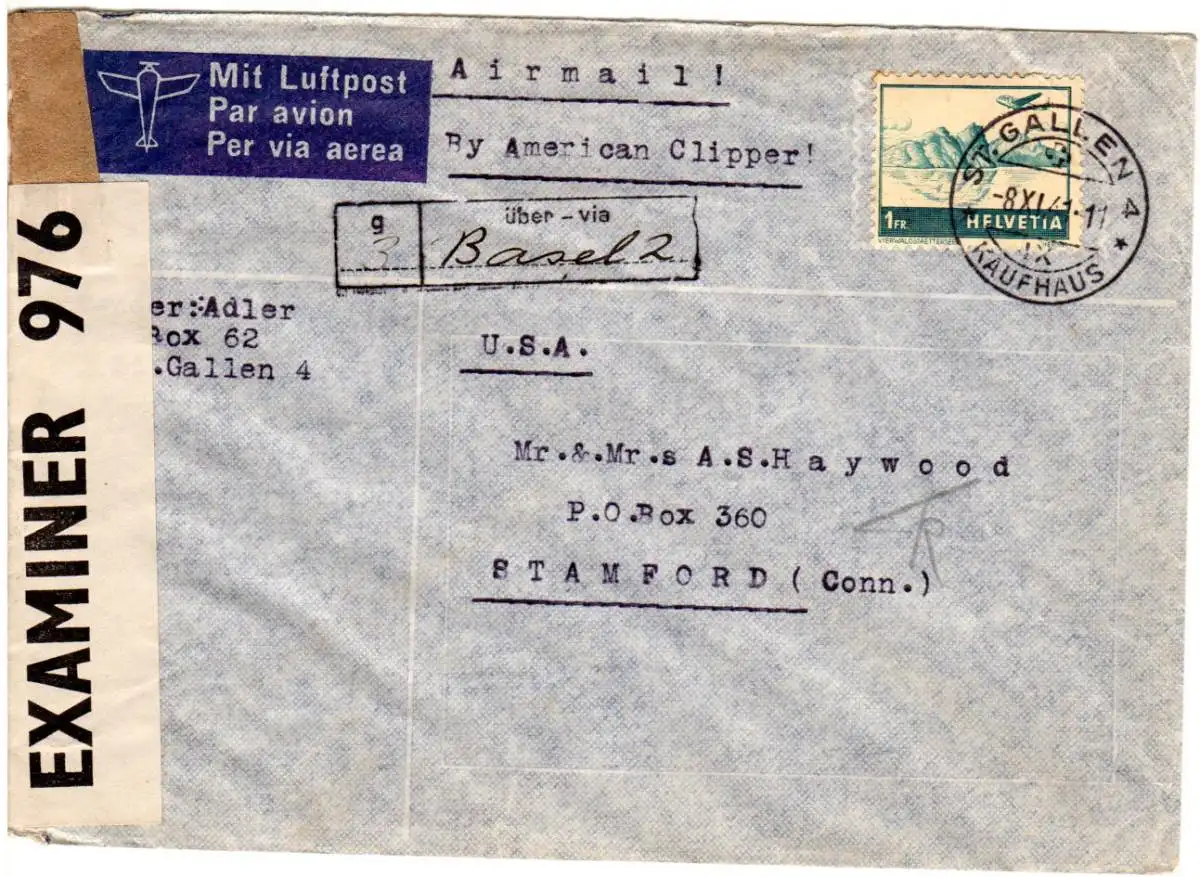 Mit Luftpost
Par avion
Per via aerea
Airmail!
By American Clipper!
1 FR. HELVETIA
VIERWALDSTÄTTERSEE
ST. GALLEN 4
-8.XI.41-11
IX
KAUFHAUS
g
3
über - via
Basel 2
er:Adler
Box 62
.Gallen 4
U.S.A.
Mr.&.Mr.s A.S.Haywood
P.O.Box 360
STAMFORD (Conn.)
EXAMINER 976